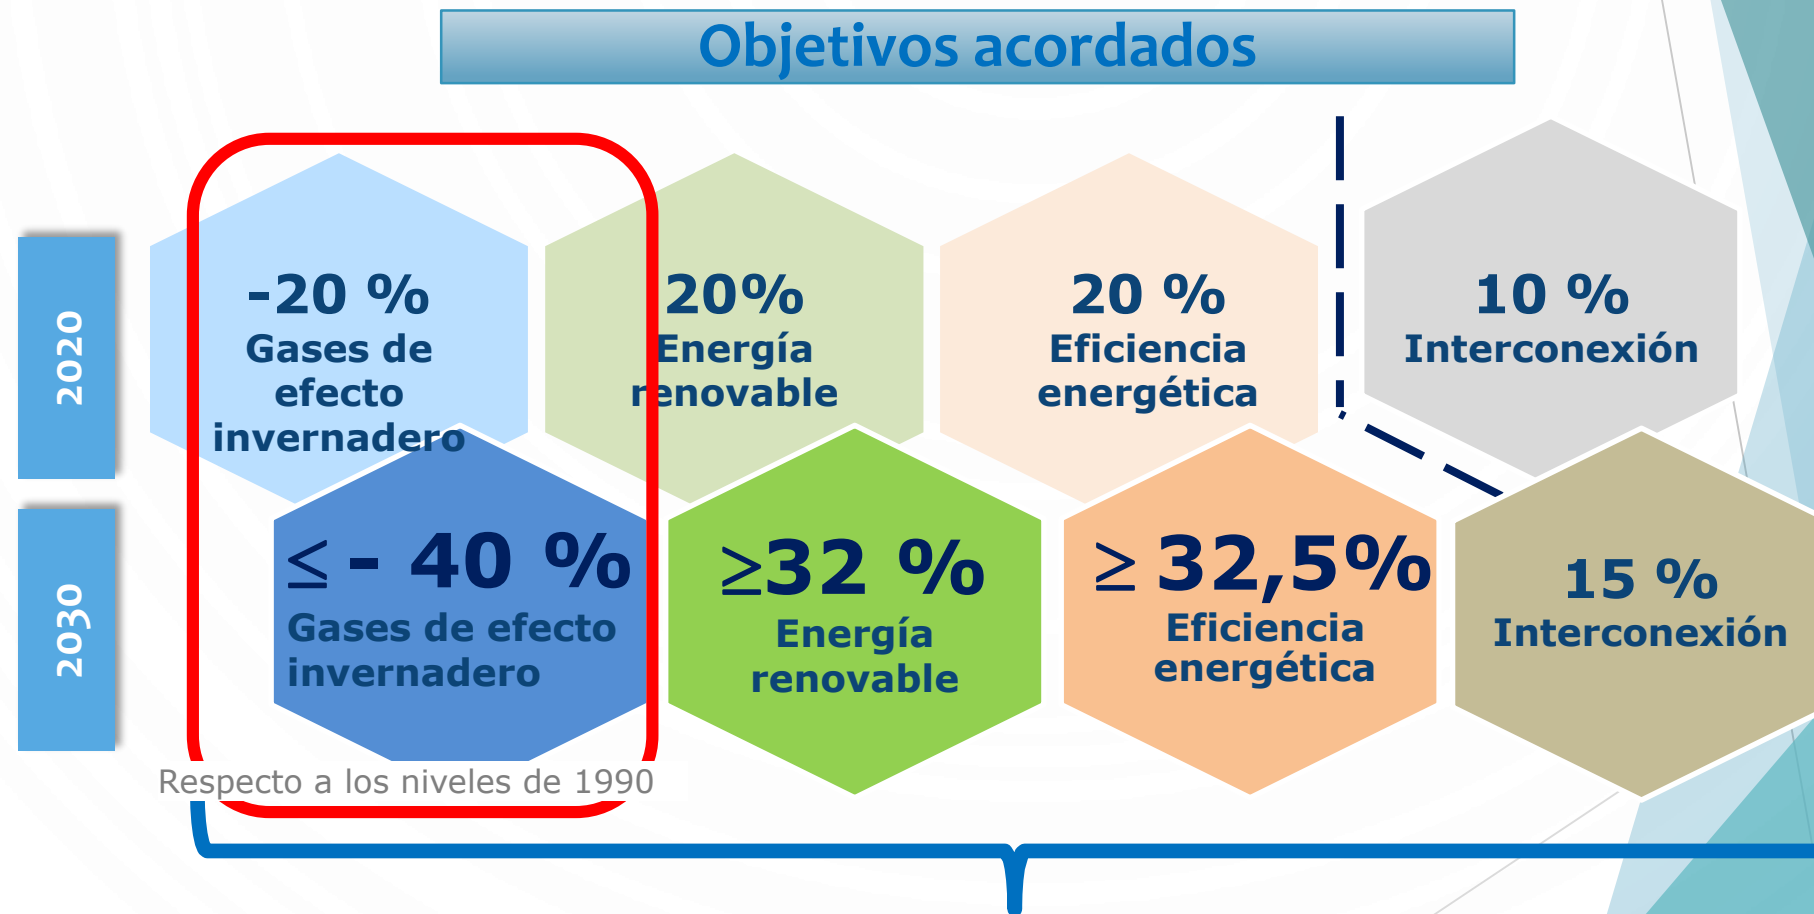 Objetivos acordados
2020
-20 %
Gases de
efecto
invernadero
20%
Energía
renovable
20 %
Eficiencia
energética
10 %
Interconexión
2030
≤ - 40 %
Gases de efecto
invernadero
≥32 %
Energía
renovable
≥ 32,5%
Eficiencia
energética
15 %
Interconexión
Respecto a los niveles de 1990